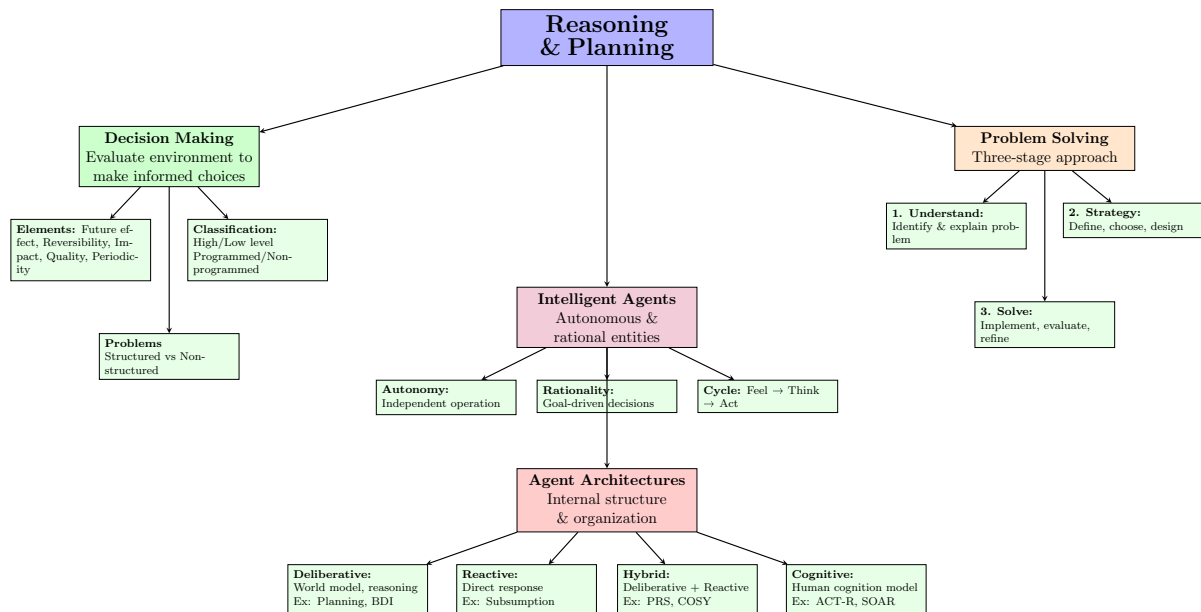 Reasoning
& Planning
Decision Making
Evaluate environment to
make informed choices
Problem Solving
Three-stage approach
Elements: Future ef-
fect, Reversibility, Im-
pact, Quality, Periodic-
ity
Classification:
High/Low level
Programmed/Non-
programmed
1. Understand:
Identify & explain prob-
lem
2. Strategy:
Define, choose, design
Problems
Structured vs Non-
structured
3. Solve:
Implement, evaluate,
refine
Intelligent Agents
Autonomous &
rational entities
Autonomy:
Independent operation
Rationality:
Goal-driven decisions
Cycle: Feel → Think
→ Act
Agent Architectures
Internal structure
& organization
Deliberative:
World model, reasoning
Ex: Planning, BDI
Reactive:
Direct response
Ex: Subsumption
Hybrid:
Deliberative + Reactive
Ex: PRS, COSY
Cognitive:
Human cognition model
Ex: ACT-R, SOAR